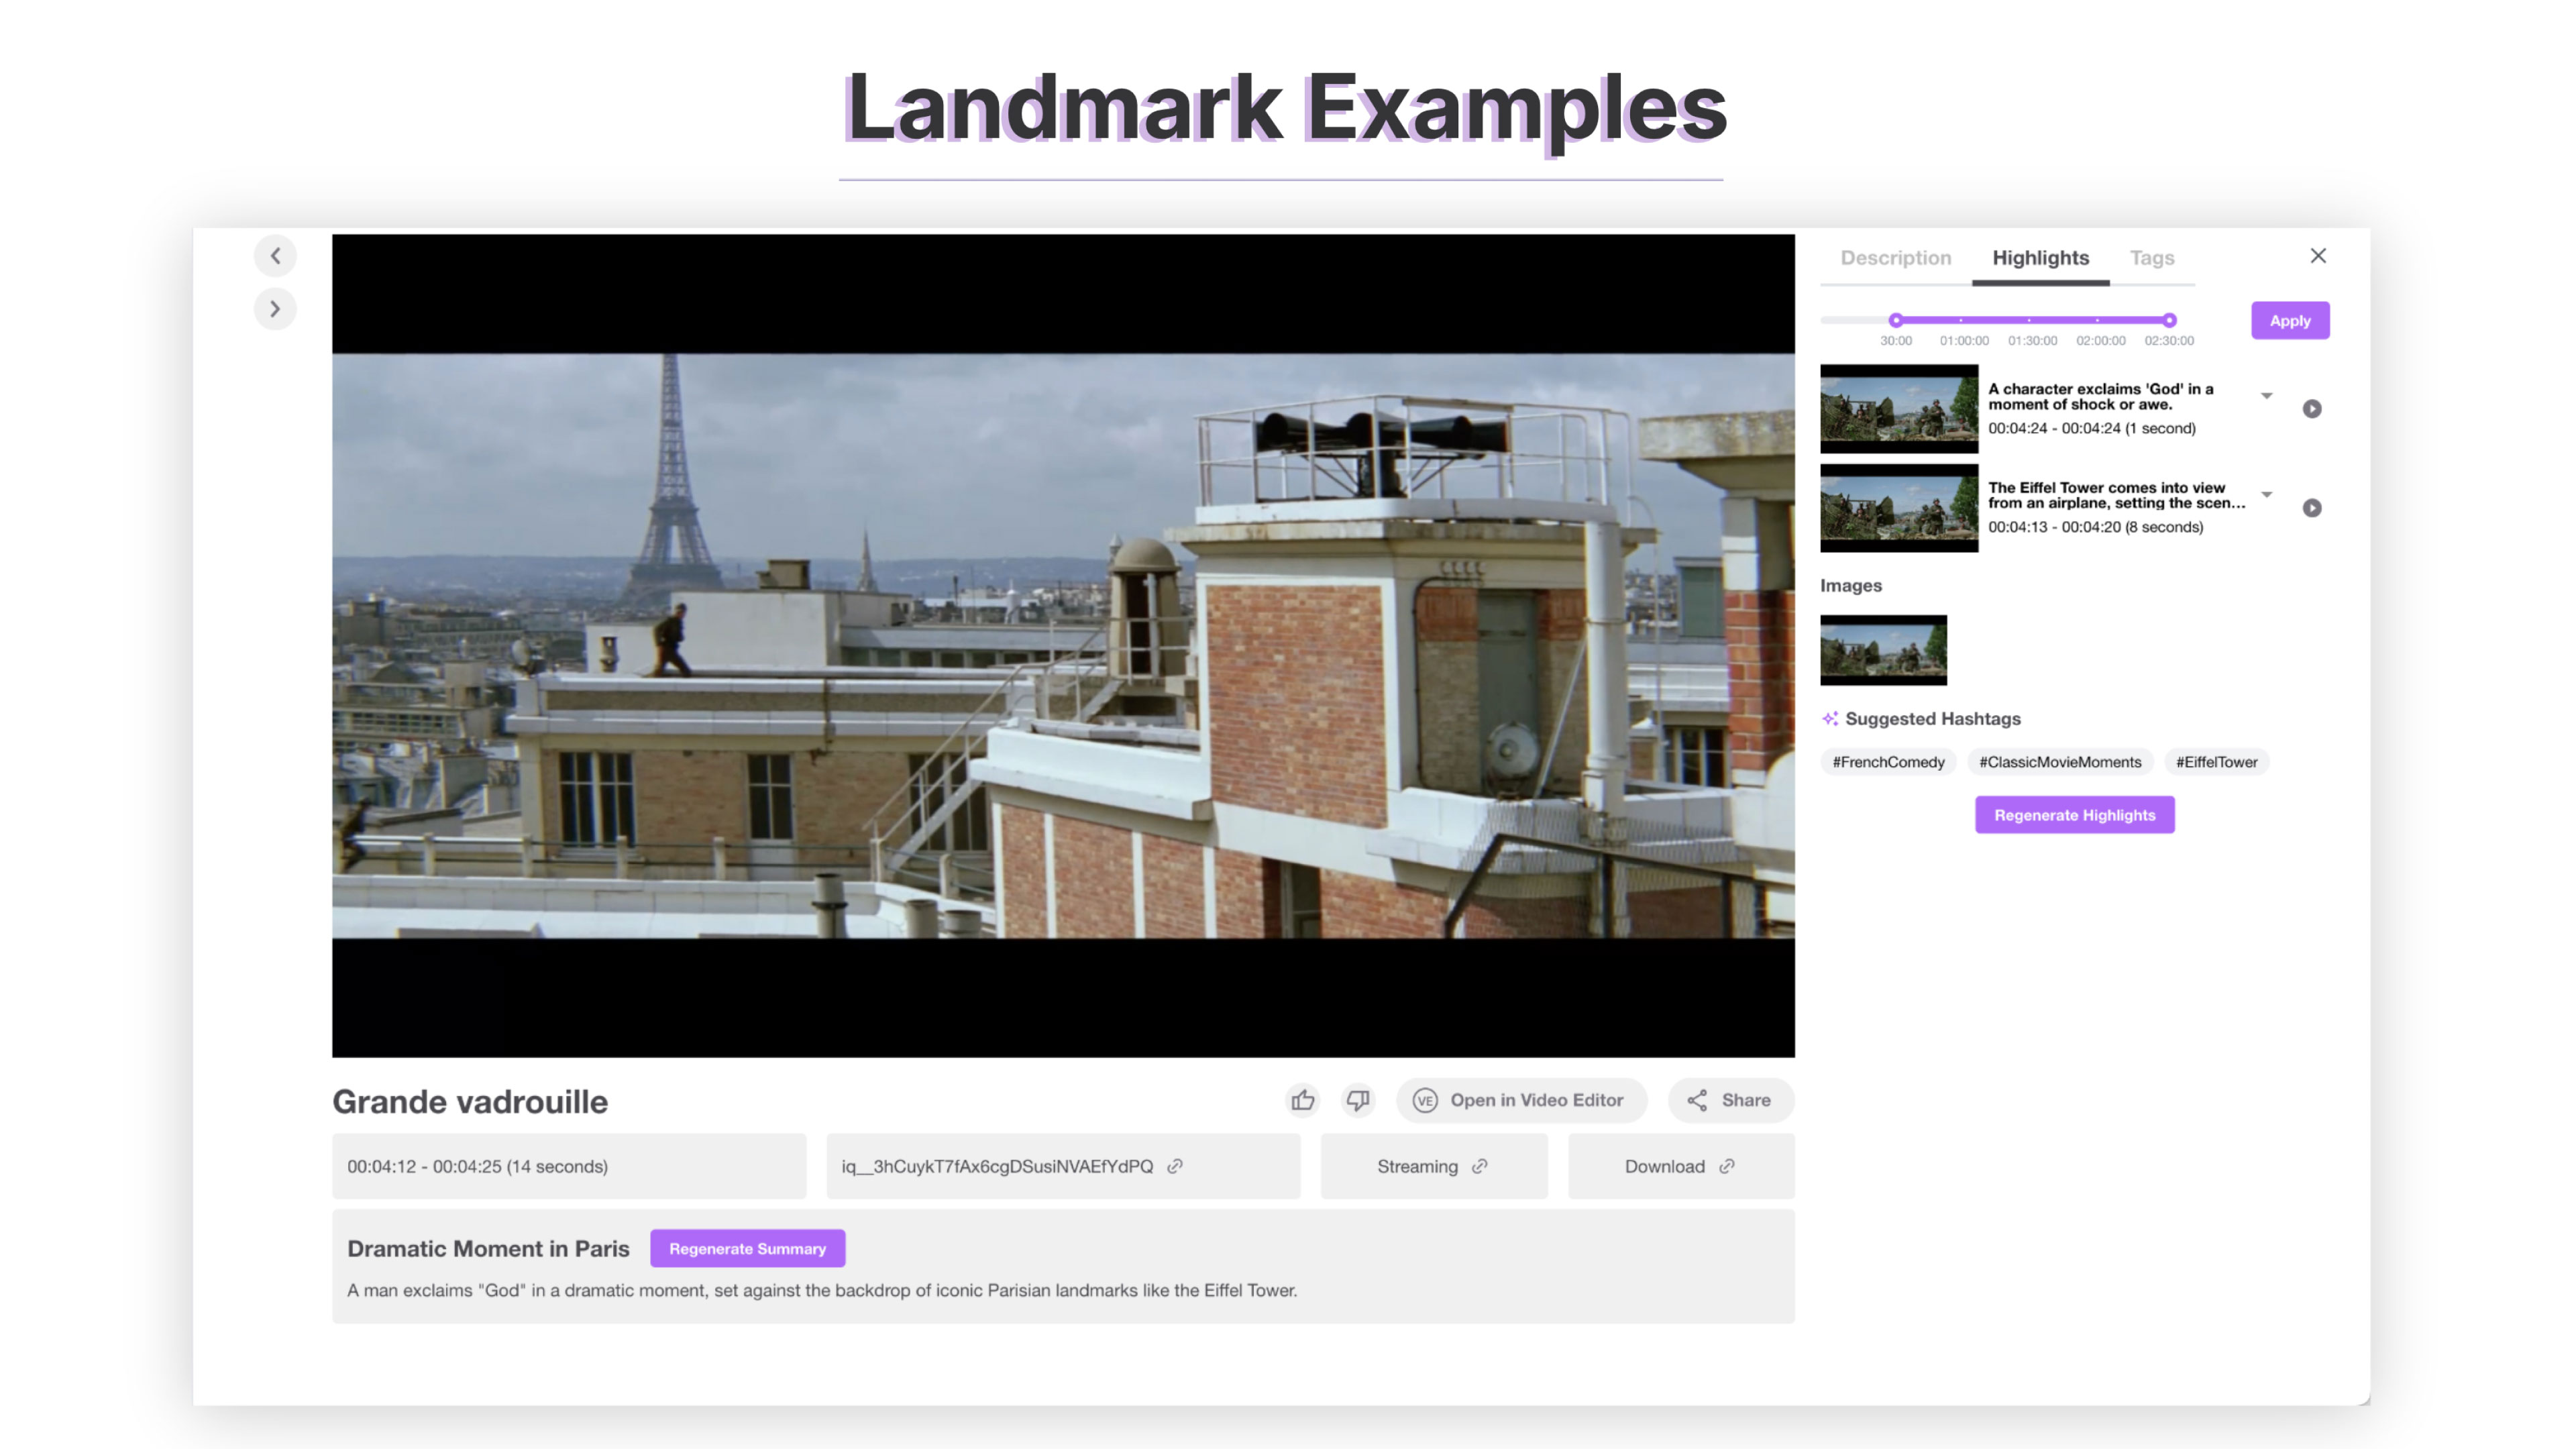 Landmark Examples
Description Highlights Tags
Apply
30:00 01:00:00 01:30:00 02:00:00 02:30:00
A character exclaims 'God' in a
moment of shock or awe.
00:04:24 - 00:04:24 (1 second)
The Eiffel Tower comes into view
from an airplane, setting the scen...
00:04:13 - 00:04:20 (8 seconds)
Images
Suggested Hashtags
#FrenchComedy #ClassicMovieMoments #EiffelTower
Regenerate Highlights
Grande vadrouille
VE Open in Video Editor Share
00:04:12 - 00:04:25 (14 seconds) iq__3hCuykT7fAx6cgDSusiNVAEfYdPQ Streaming Download
Dramatic Moment in Paris Regenerate Summary
A man exclaims "God" in a dramatic moment, set against the backdrop of iconic Parisian landmarks like the Eiffel Tower.